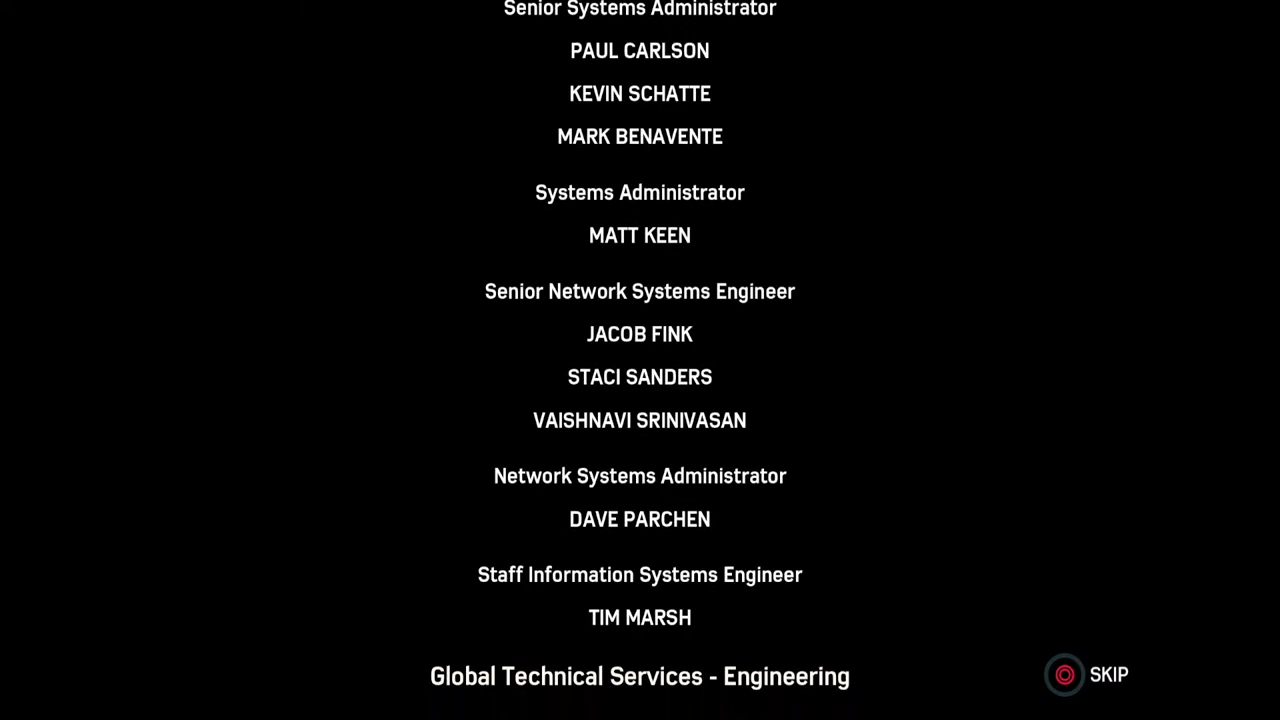 Senior Systems Administrator
PAUL CARLSON
KEVIN SCHATTE
MARK BENAVENTE
Systems Administrator
MATT KEEN
Senior Network Systems Engineer
JACOB FINK
STACI SANDERS
VAISHNAVI SRINIVASAN
Network Systems Administrator
DAVE PARCHEN
Staff Information Systems Engineer
TIM MARSH
Global Technical Services - Engineering
SKIP